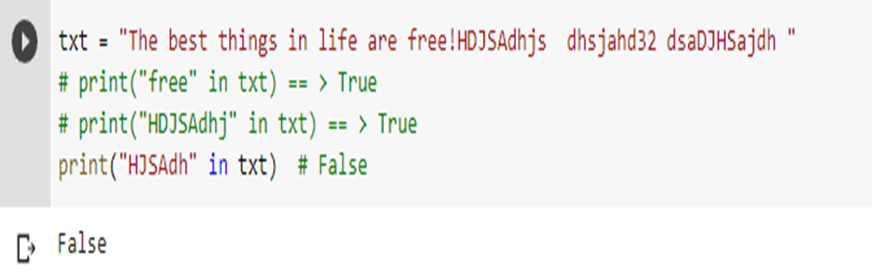 txt = "The best things in life are free!HDJSAdhjs  dhsjahd32 dsaDJHSajdh "
# print("free" in txt) == > True
# print("HDJSAdhj" in txt) == > True
print("HJSAdh" in txt)  # False
False